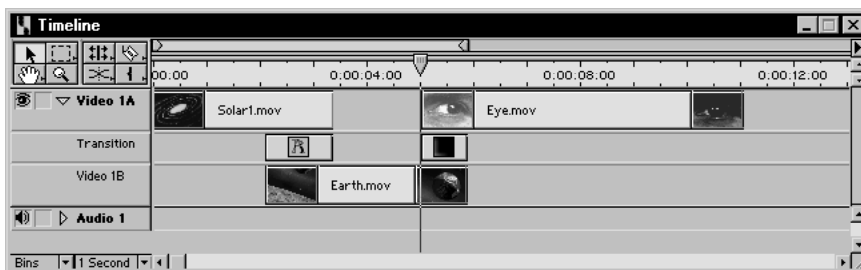 Timeline
00:00 0:00:04:00 0:00:08:00 0:00:12:00
Video 1A Solar1.mov Eye.mov
Transition
Video 1B Earth.mov
Audio 1
Bins 1 Second